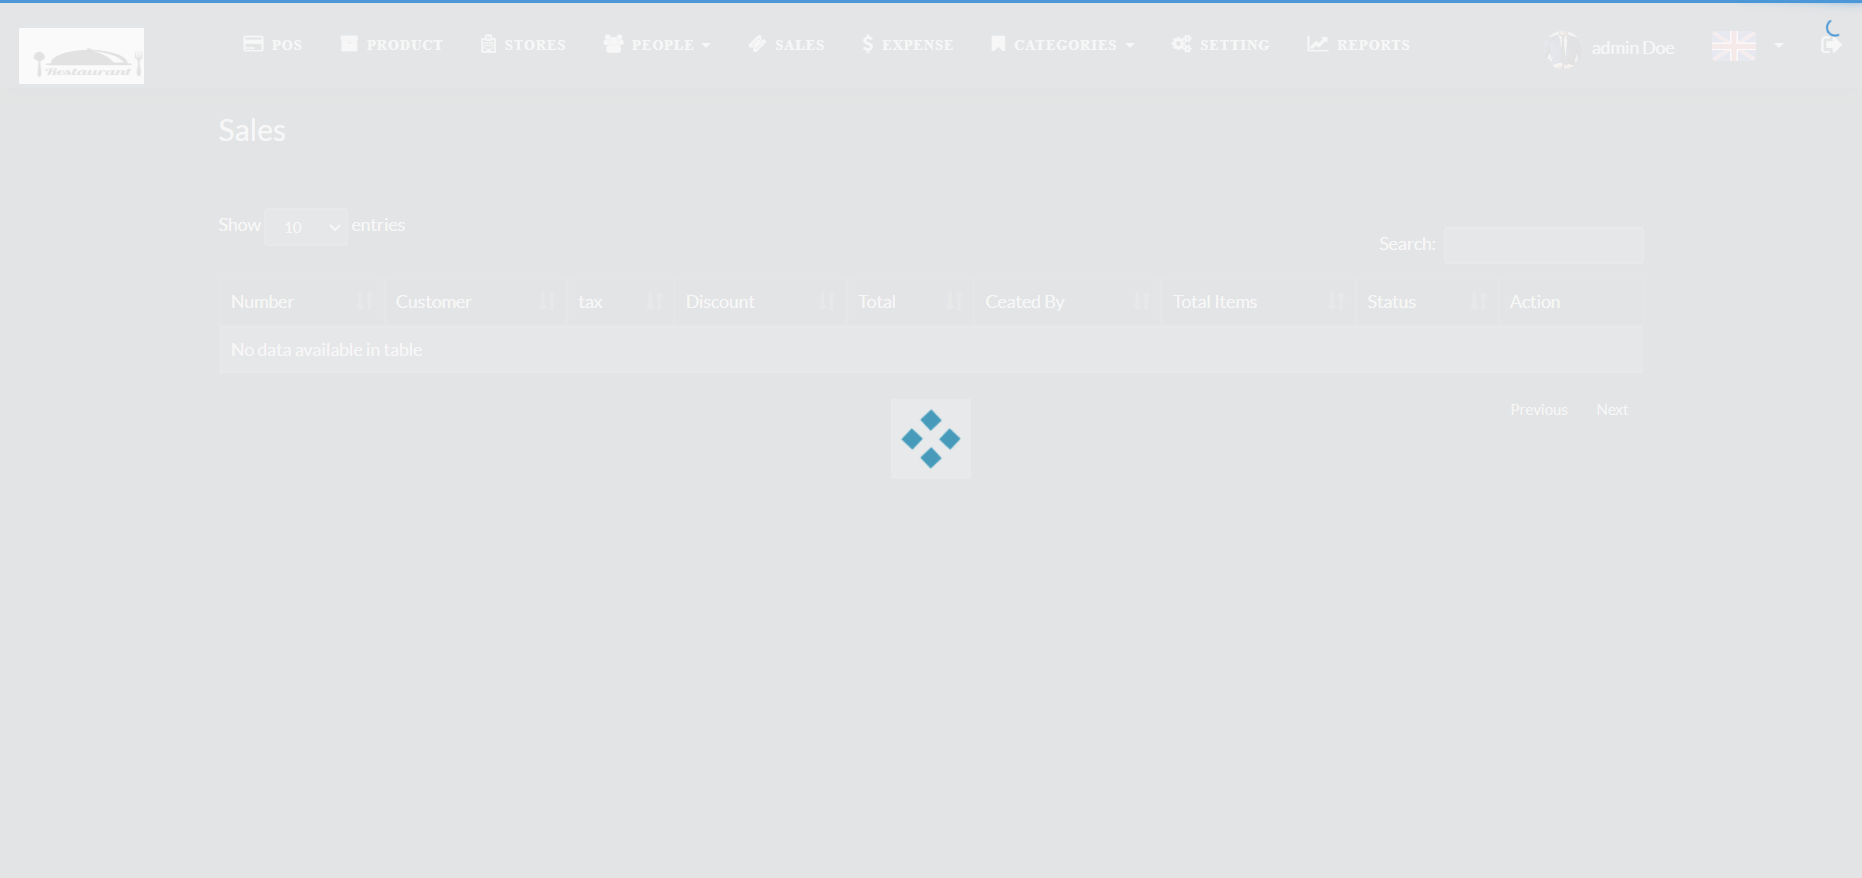 Restaurant
POS PRODUCT STORES PEOPLE SALES EXPENSE CATEGORIES SETTING REPORTS admin Doe
Sales
Show 10 entries
Search:
Number Customer tax Discount Total Ceated By Total Items Status Action
No data available in table
Previous Next